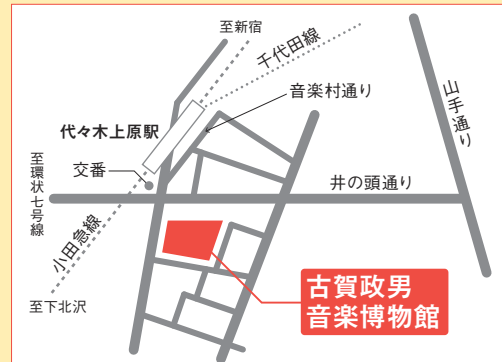 至新宿
千代田線
音楽村通り
山手通り
代々木上原駅
交番
至環状七号線
井の頭通り
小田急線
至下北沢
古賀政男
音楽博物館